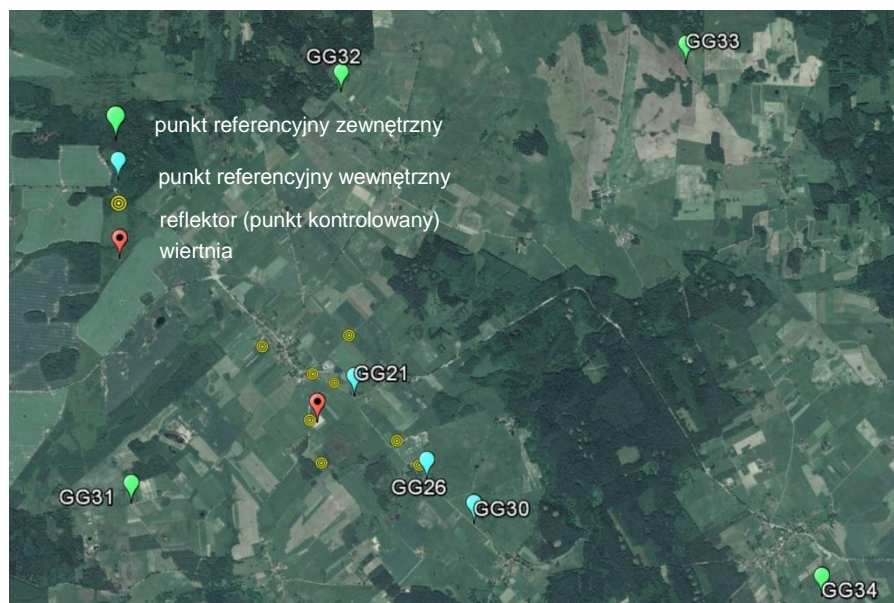 GG32
GG33
punkt referencyjny zewnętrzny
punkt referencyjny wewnętrzny
reflektor (punkt kontrolowany)
wiertnia
GG21
GG26
GG31
GG30
GG34